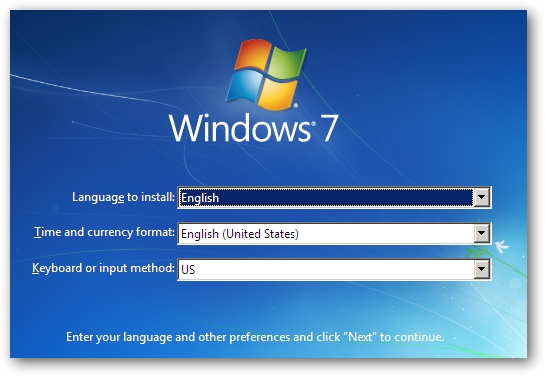 Windows® 7
Language to install: English
Time and currency format: English (United States)
Keyboard or input method: US
Enter your language and other preferences and click "Next" to continue.